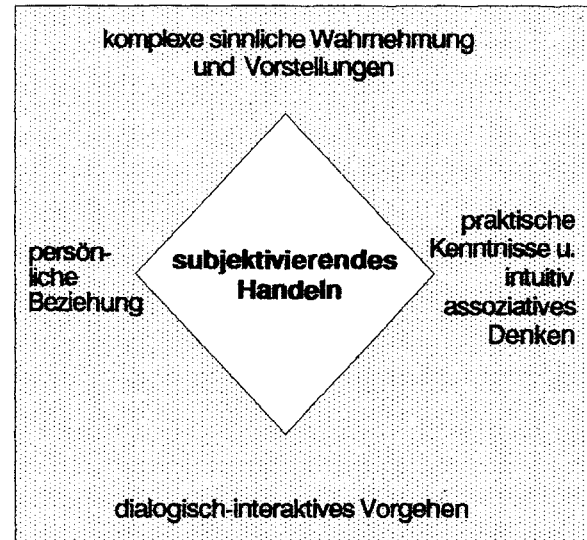 komplexe sinnliche Wahrnehmung
und Vorstellungen
persön-
liche
Beziehung
subjektivierendes
Handeln
praktische
Kenntnisse u.
intuitiv
assoziatives
Denken
dialogisch-interaktives Vorgehen